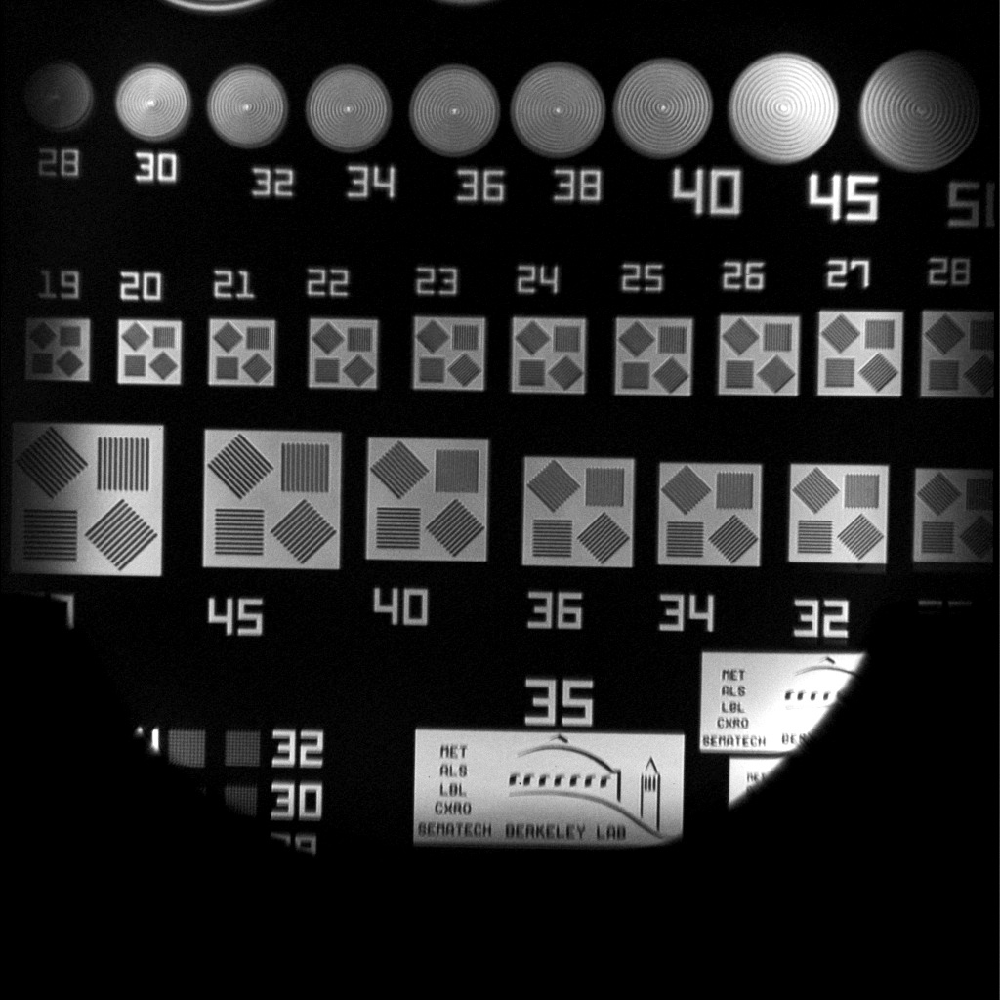 28 30 32 34 36 38 40 45
19 20 21 22 23 24 25 26 27 28
45 40 36 34 32
35
MET
ALS
LBL
CXRO
SEMATECH
MET
ALS
LBL
CXRO
SEMATECH BERKELEY LAB
32
30